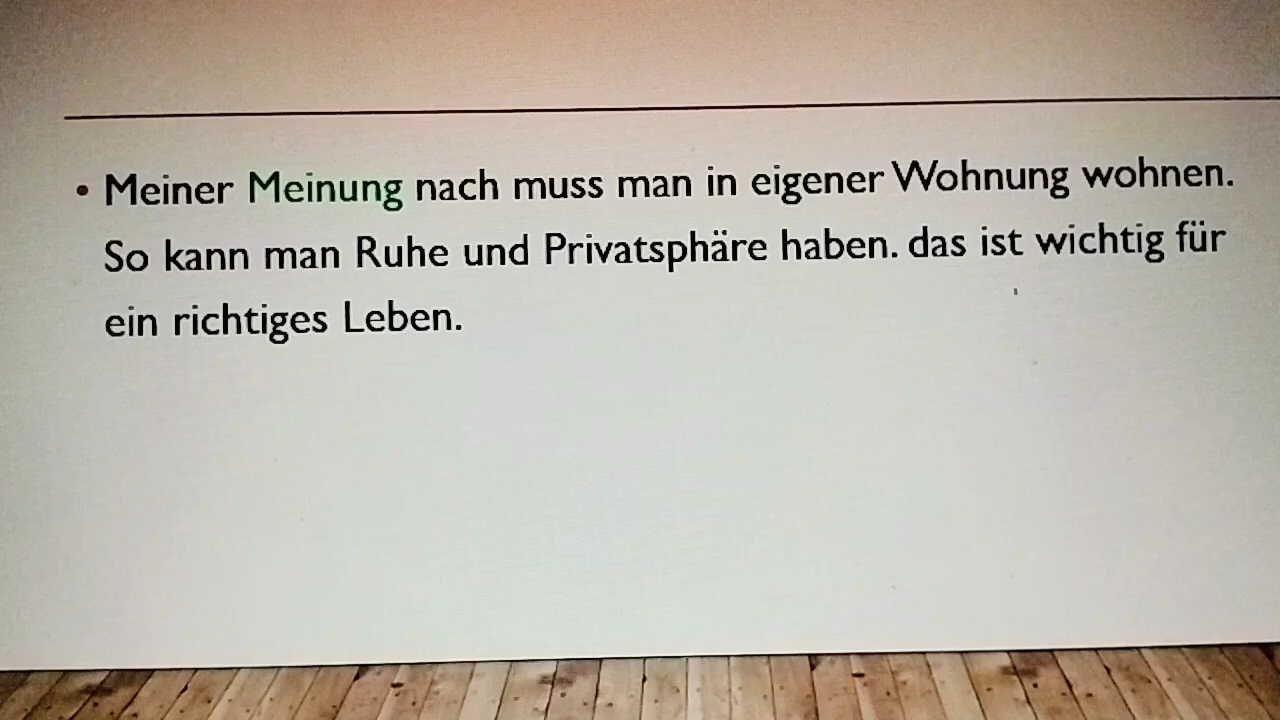 • Meiner Meinung nach muss man in eigener Wohnung wohnen.
So kann man Ruhe und Privatsphäre haben. das ist wichtig für
ein richtiges Leben.